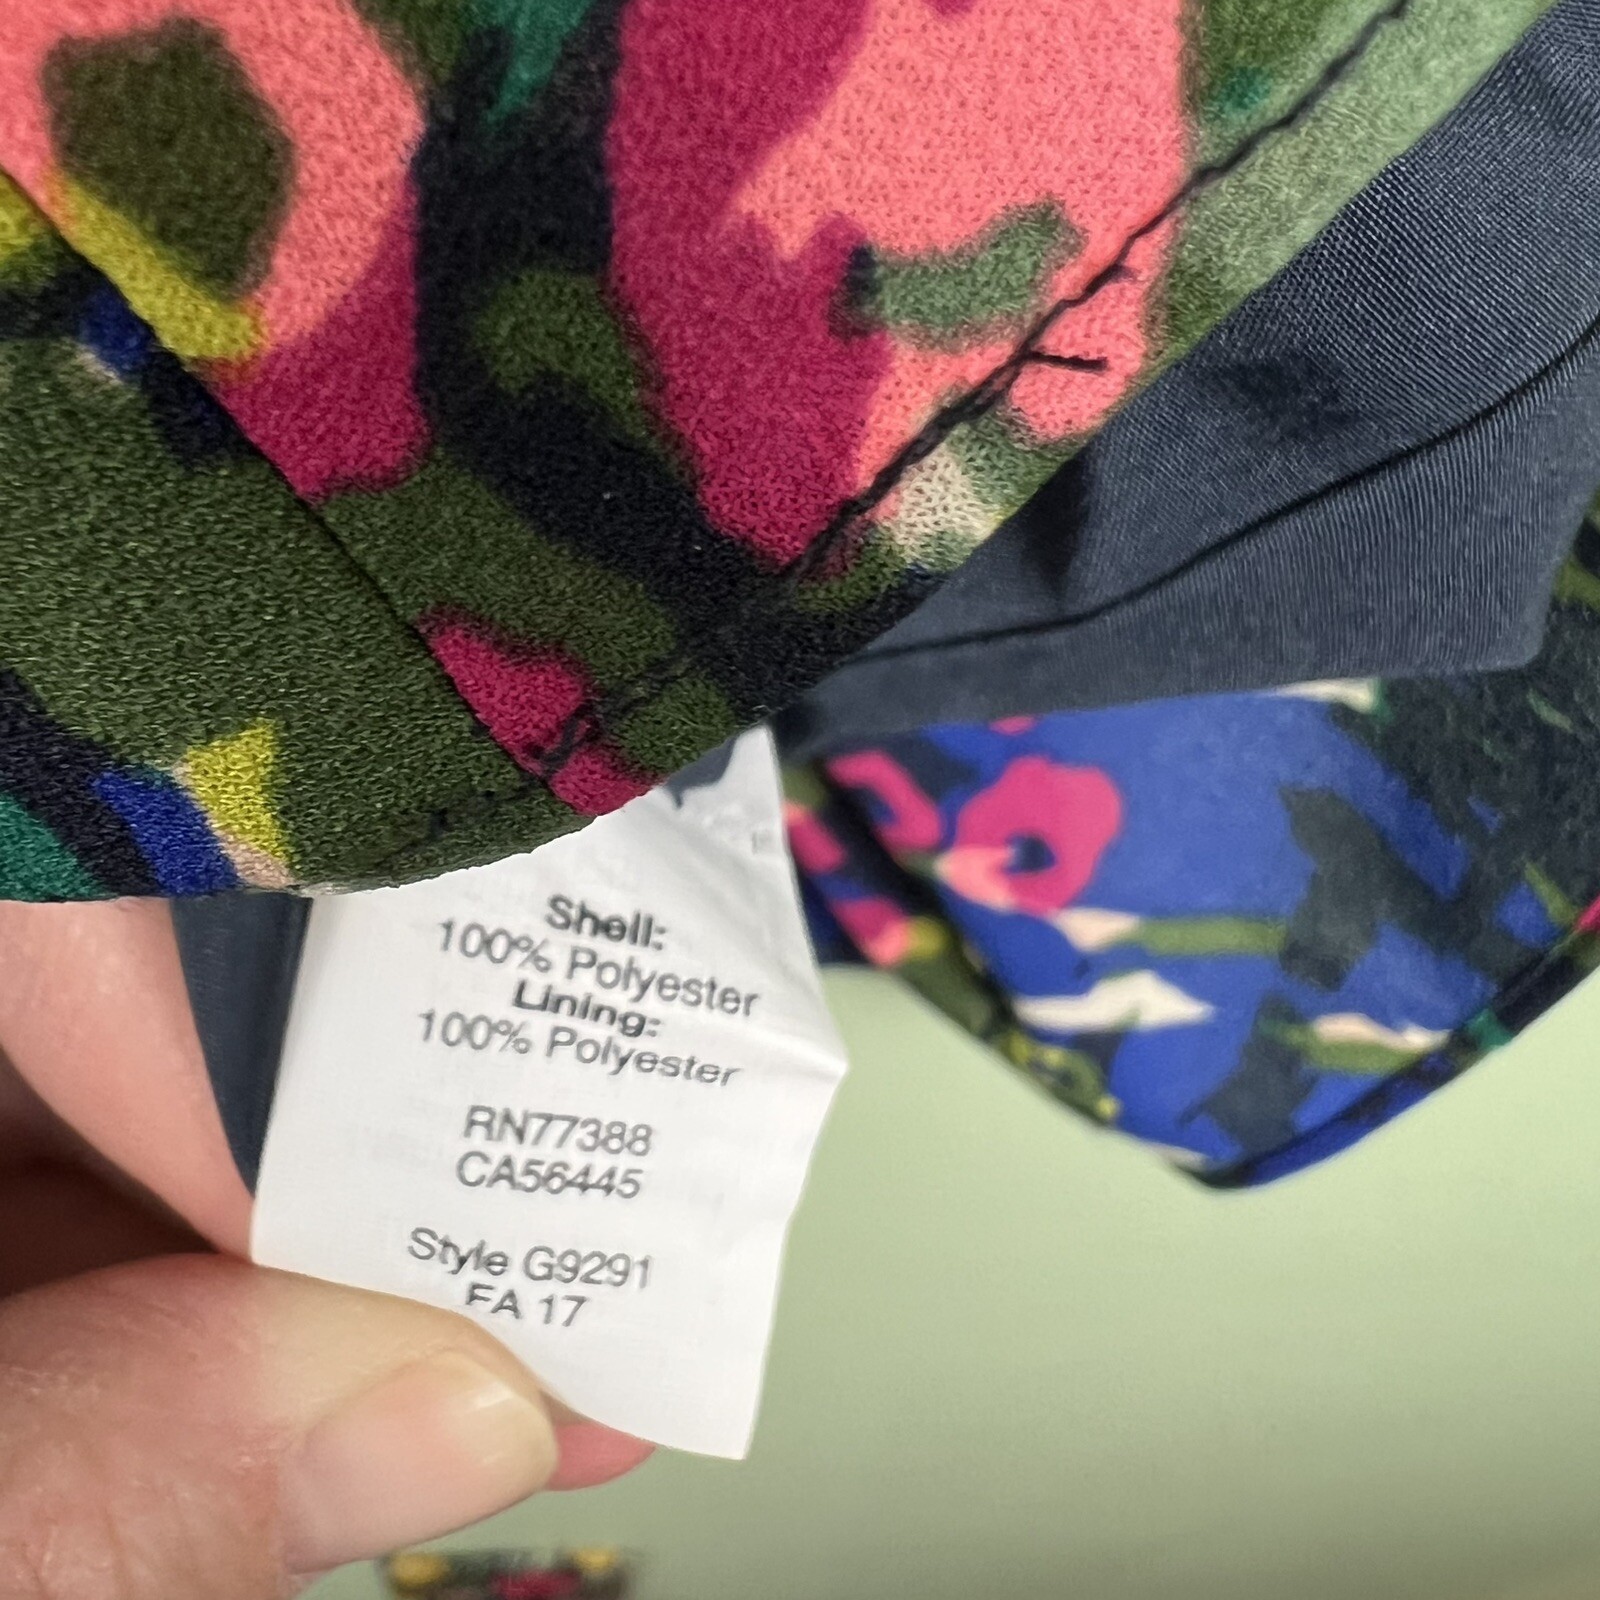 Shell:
100% Polyester
Lining:
100% Polyester
RN77388
CA56445
Style G9291
FA 17